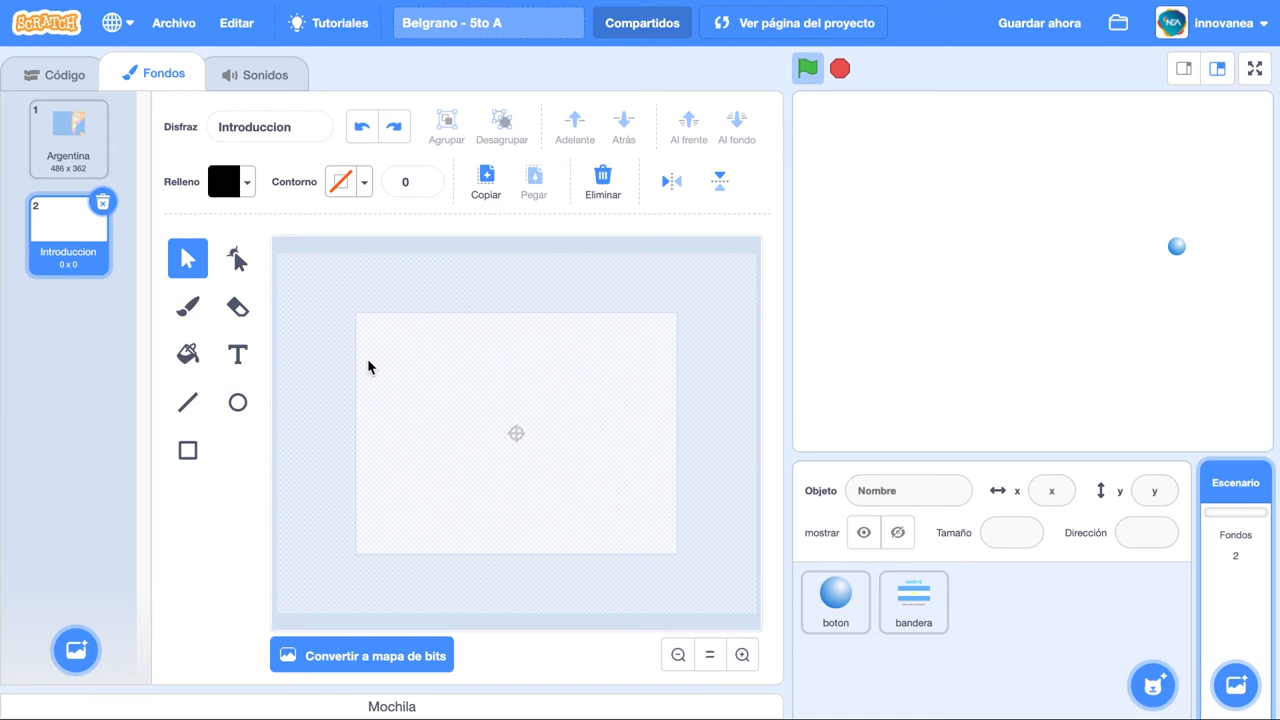 SCRATCH
Archivo
Editar
Tutoriales
Belgrano - 5to A
Compartidos
Ver página del proyecto
Guardar ahora
innovanea
Código
Fondos
Sonidos
1
Argentina
486 x 362
2
Introduccion
0 x 0
Disfraz
Introduccion
Agrupar
Desagrupar
Adelante
Atrás
Al frente
Al fondo
Relleno
Contorno
0
Copiar
Pegar
Eliminar
T
Convertir a mapa de bits
=
Mochila
Objeto
Nombre
x
x
y
y
mostrar
Tamaño
Dirección
boton
bandera
Escenario
Fondos
2